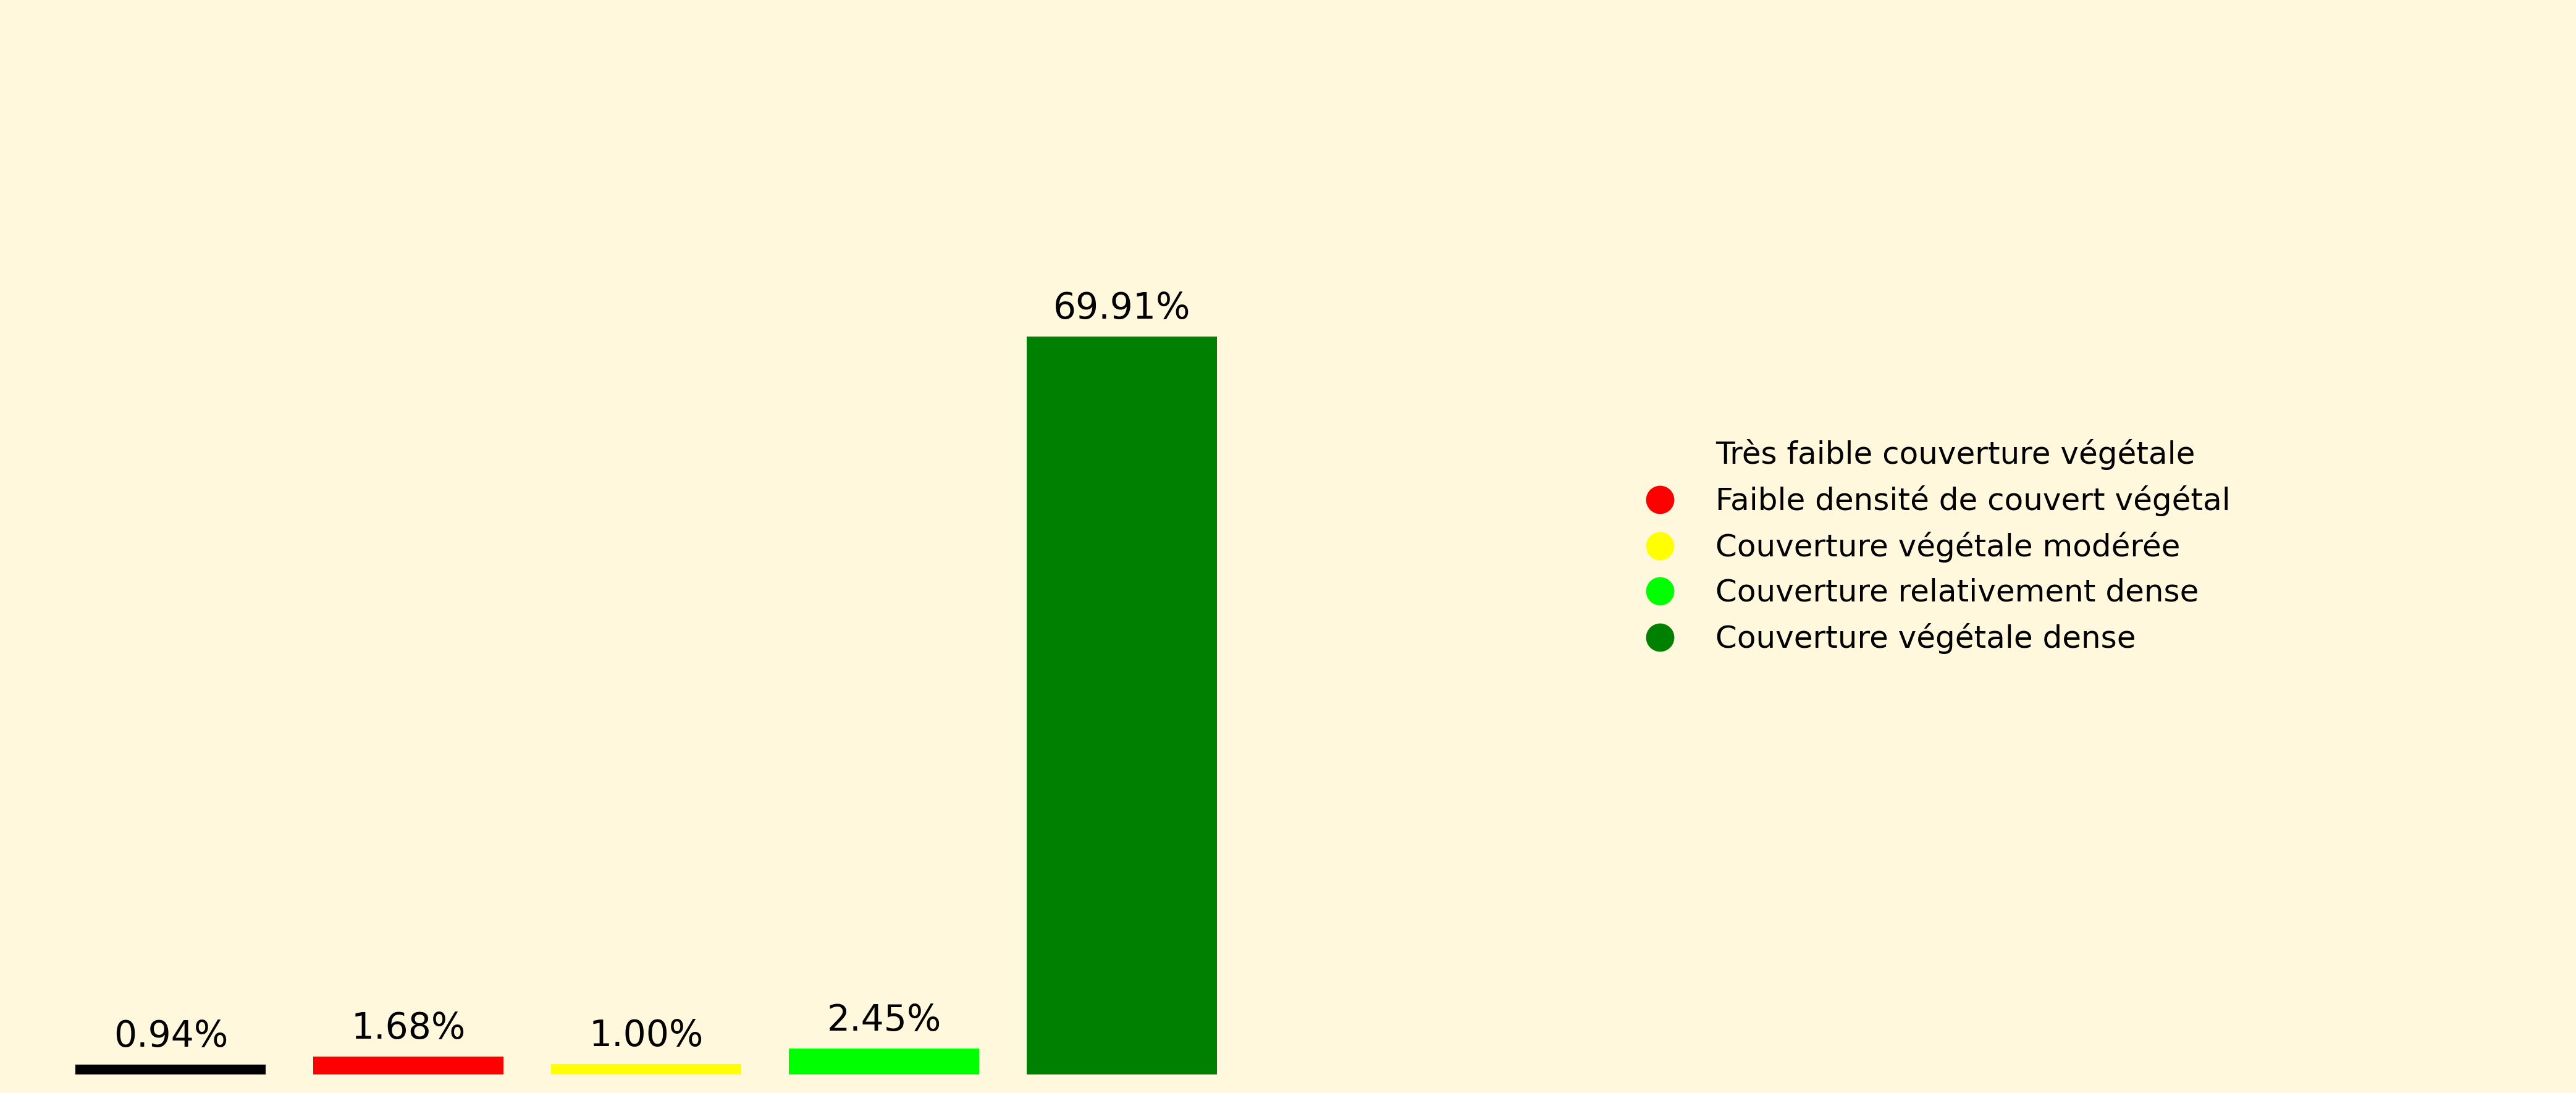 69.91%
0.94%
1.68%
1.00%
2.45%
Très faible couverture végétale
Faible densité de couvert végétal
Couverture végétale modérée
Couverture relativement dense
Couverture végétale dense